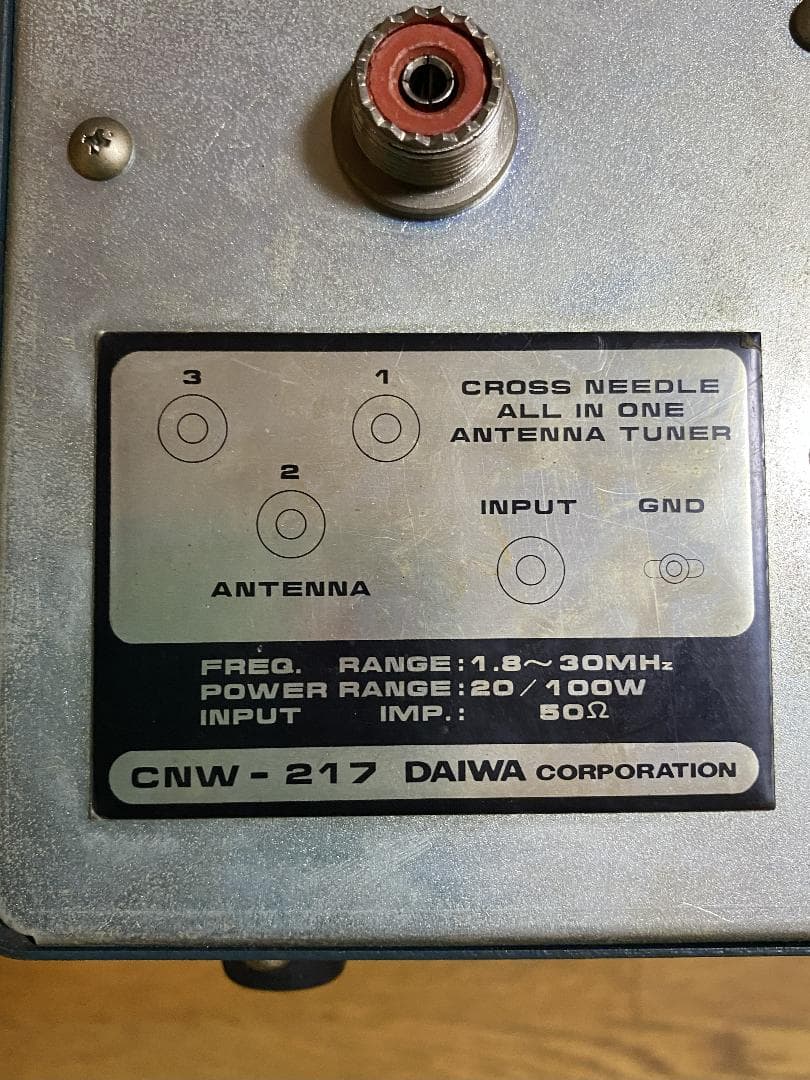 3 1
CROSS NEEDLE
ALL IN ONE
ANTENNA TUNER
2
INPUT GND
ANTENNA
FREQ. RANGE:1.8～30MHz
POWER RANGE:20/100W
INPUT IMP.: 50Ω
CNW-217 DAIWA CORPORATION